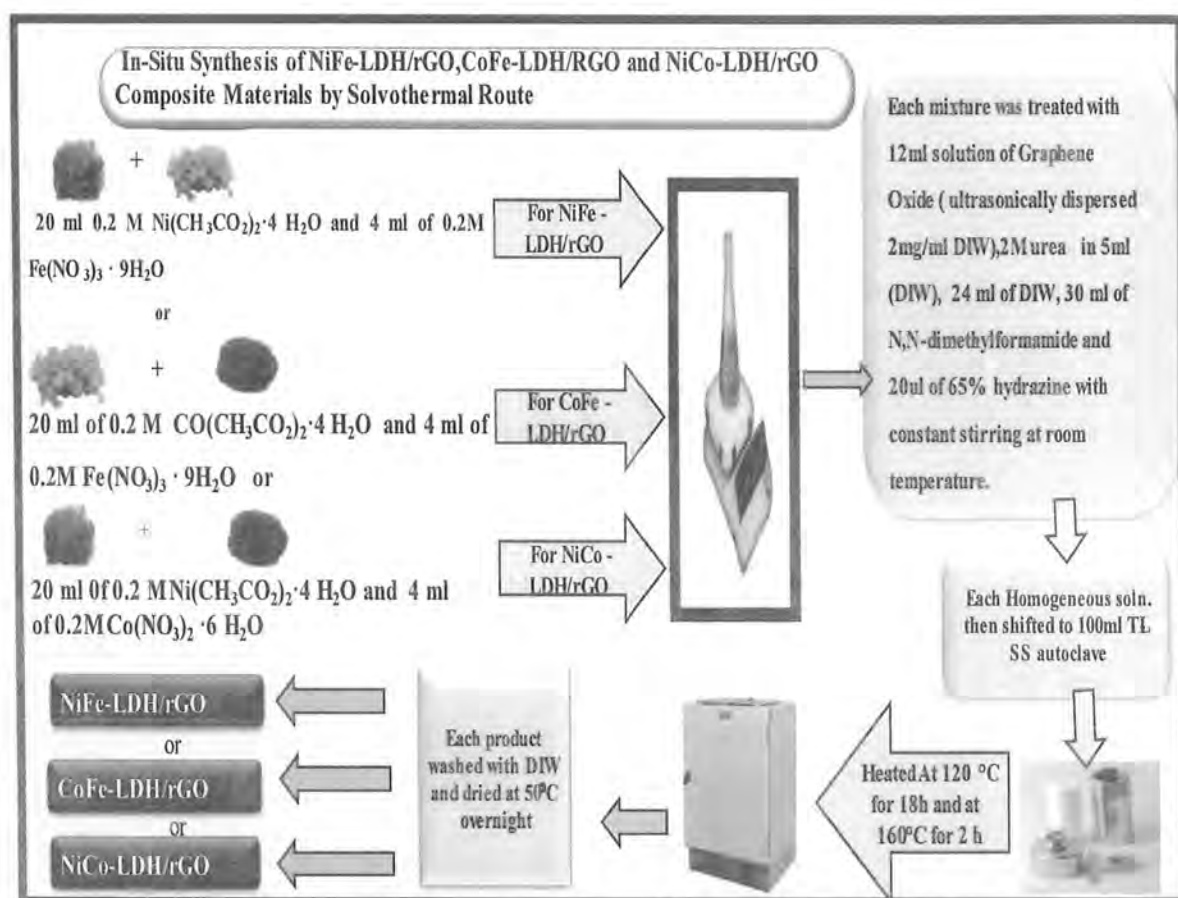 In-Situ Synthesis of NiFe-LDH/rGO,CoFe-LDH/RGO and NiCo-LDH/rGO
Composite Materials by Solvothermal Route
+
20 ml 0.2 M Ni(CH₃CO₂)₂·4 H₂O and 4 ml of 0.2M
Fe(NO₃)₃ · 9H₂O
or
+
20 ml of 0.2 M CO(CH₃CO₂)₂·4 H₂O and 4 ml of
0.2M Fe(NO₃)₃ · 9H₂O or
+
20 ml 0f 0.2 MNi(CH₃CO₂)₂·4 H₂O and 4 ml
of 0.2MCo(NO₃)₂ ·6 H₂O
For NiFe -
LDH/rGO
For CoFe -
LDH/rGO
For NiCo -
LDH/rGO
Each mixture was treated with
12ml solution of Graphene
Oxide ( ultrasonically dispersed
2mg/ml DIW),2M urea in 5ml
(DIW), 24 ml of DIW, 30 ml of
N,N-dimethylformamide and
20ul of 65% hydrazine with
constant stirring at room
temperature.
Each Homogeneous soln.
then shifted to 100ml TL
SS autoclave
Heated At 120 °C
for 18h and at
160°C for 2 h
Each product
washed with DIW
and dried at 50°C
overnight
NiFe-LDH/rGO
or
CoFe-LDH/rGO
or
NiCo-LDH/rGO